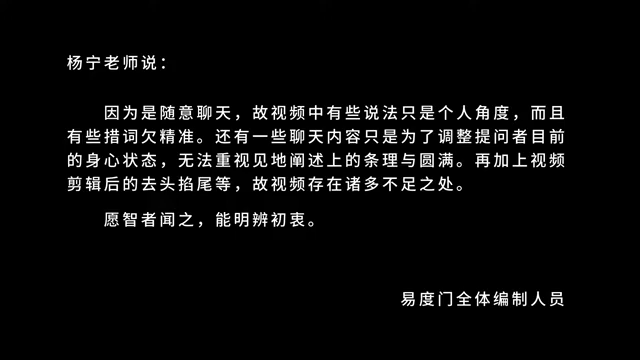 杨宁老师说：
因为是随意聊天，故视频中有些说法只是个人角度，而且
有些措词欠精准。还有一些聊天内容只是为了调整提问者目前
的身心状态，无法重视见地阐述上的条理与圆满。再加上视频
剪辑后的去头掐尾等，故视频存在诸多不足之处。
愿智者闻之，能明辨初衷。
易度门全体编制人员